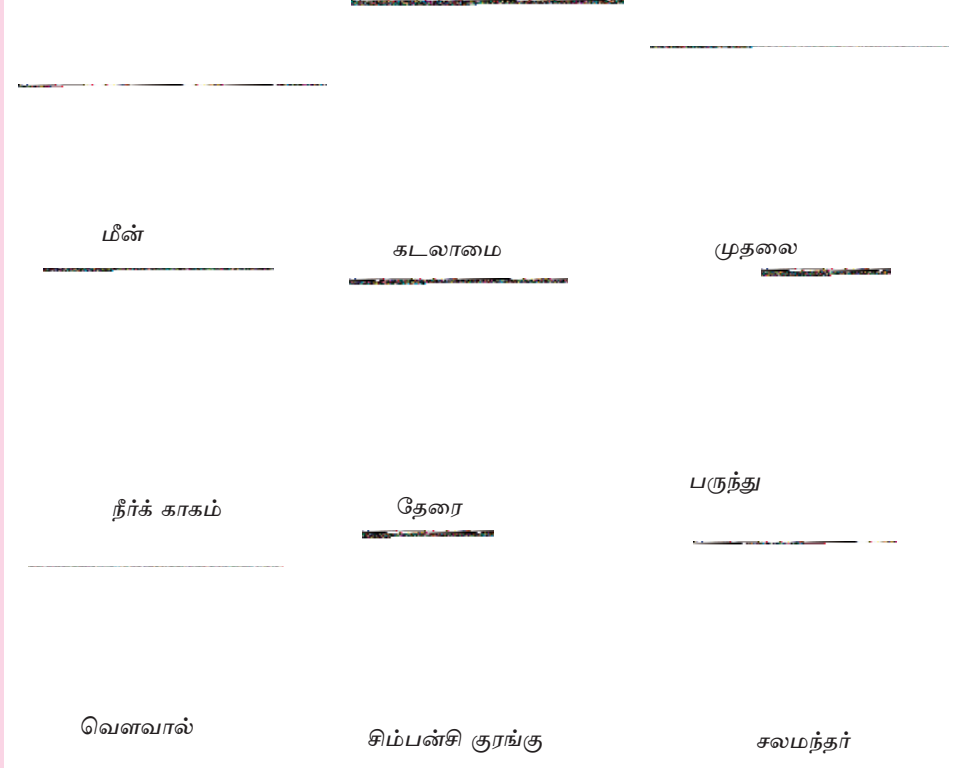 மீன்
கடலாமை
முதலை
நீர்க் காகம்
தேரை
பருந்து
வௌவால்
சிம்பன்சி குரங்கு
சலமந்தர்